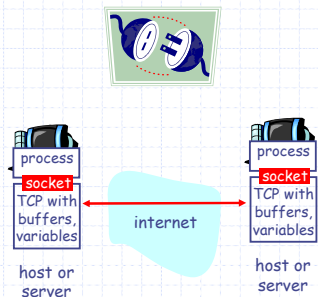 process
socket
TCP with
buffers,
variables
host or
server
internet
process
socket
TCP with
buffers,
variables
host or
server